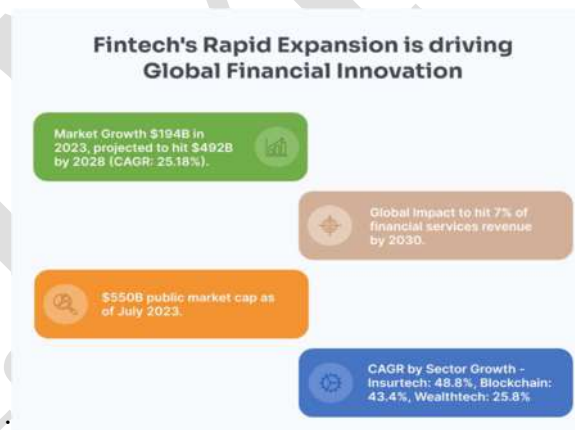 Fintech's Rapid Expansion is driving
Global Financial Innovation
Market Growth $194B in
2023, projected to hit $492B
by 2028 (CAGR: 25.18%).
Global Impact to hit 7% of
financial services revenue
by 2030.
$550B public market cap as
of July 2023.
CAGR by Sector Growth -
Insurtech: 48.8%, Blockchain:
43.4%, Wealthtech: 25.8%